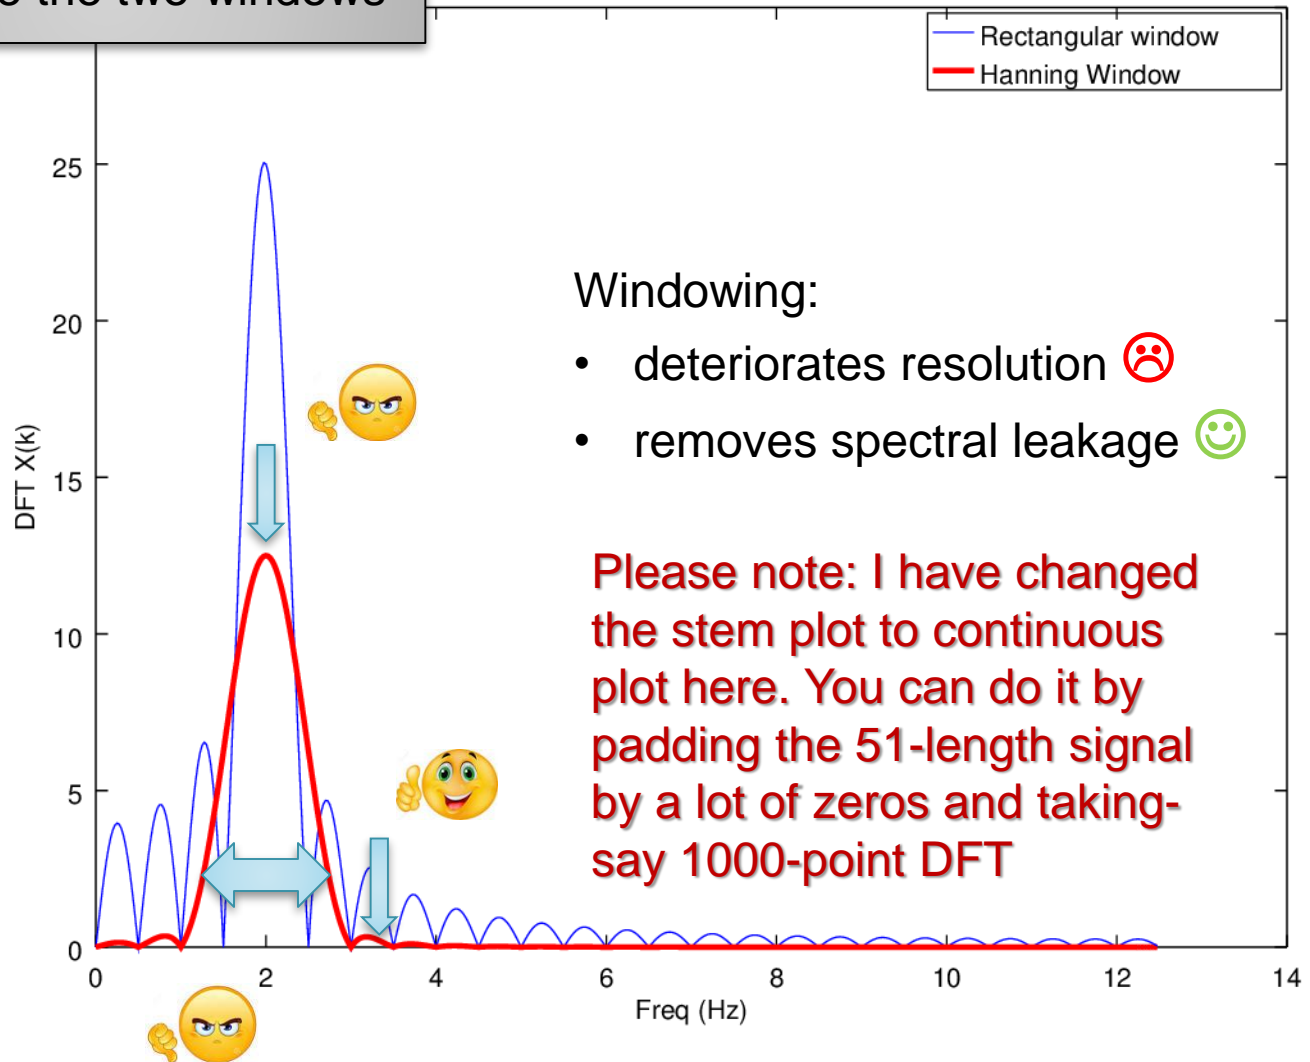 the two windows
Rectangular window
Hanning Window
25
20
15
10
5
0
DFT X(k)
Windowing:
• deteriorates resolution
• removes spectral leakage
Please note: I have changed
the stem plot to continuous
plot here. You can do it by
padding the 51-length signal
by a lot of zeros and taking-
say 1000-point DFT
0 2 4 6 8 10 12 14
Freq (Hz)